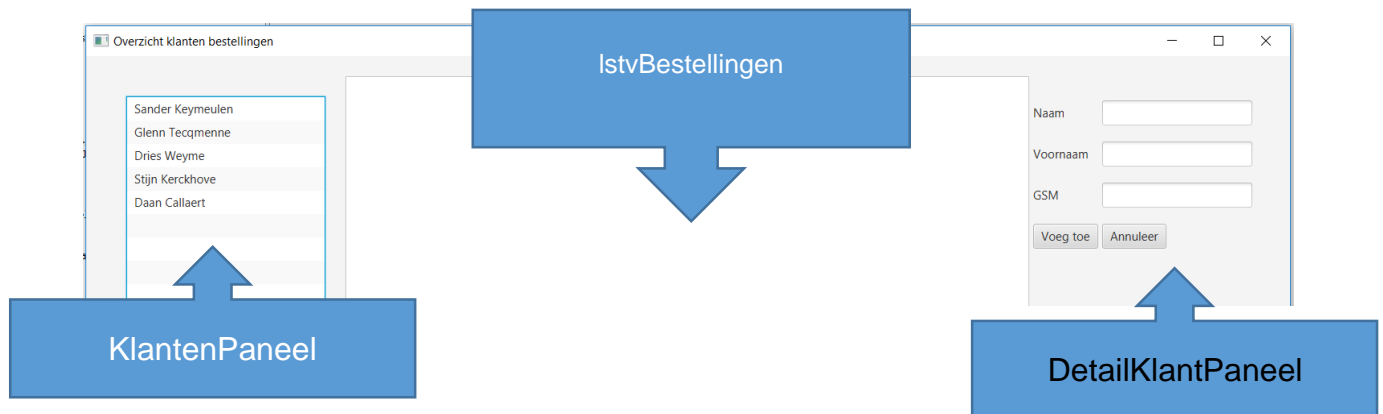 Overzicht klanten bestellingen
lstvBestellingen
Sander Keymeulen
Glenn Tecqmenne
Dries Weyme
Stijn Kerckhove
Daan Callaert
Naam
Voornaam
GSM
Voeg toe Annuleer
KlantenPaneel
DetailKlantPaneel